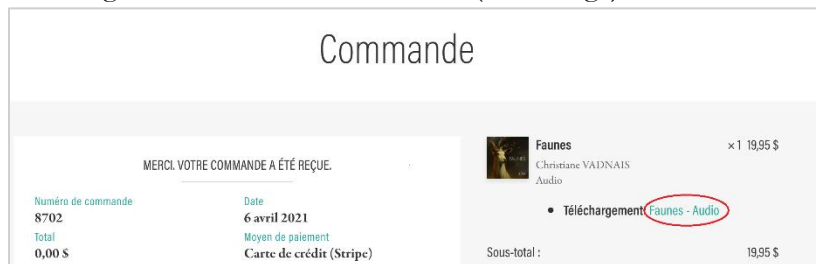 Commande
MERCI. VOTRE COMMANDE A ÉTÉ REÇUE.
Numéro de commande
8702
Date
6 avril 2021
Total
0,00 $
Moyen de paiement
Carte de crédit (Stripe)
Faunes ×1 19,95 $
Christiane VADNAIS
Audio
• Téléchargement Faunes - Audio
Sous-total : 19,95 $